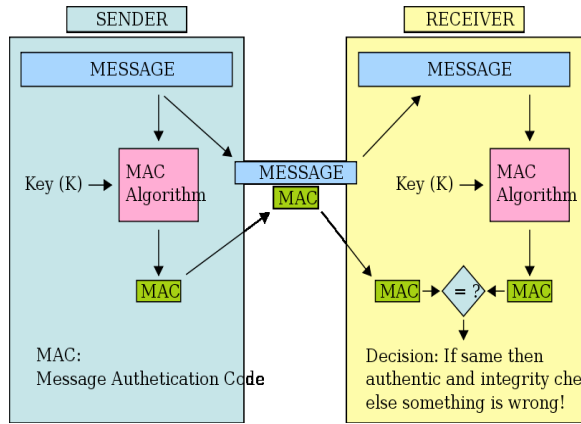 SENDER
RECEIVER
MESSAGE
MESSAGE
Key (K)
MAC
Algorithm
MESSAGE
MAC
Key (K)
MAC
Algorithm
MAC
MAC
= ?
MAC
MAC:
Message Authetication Code
Decision: If same then
authentic and integrity che
else something is wrong!